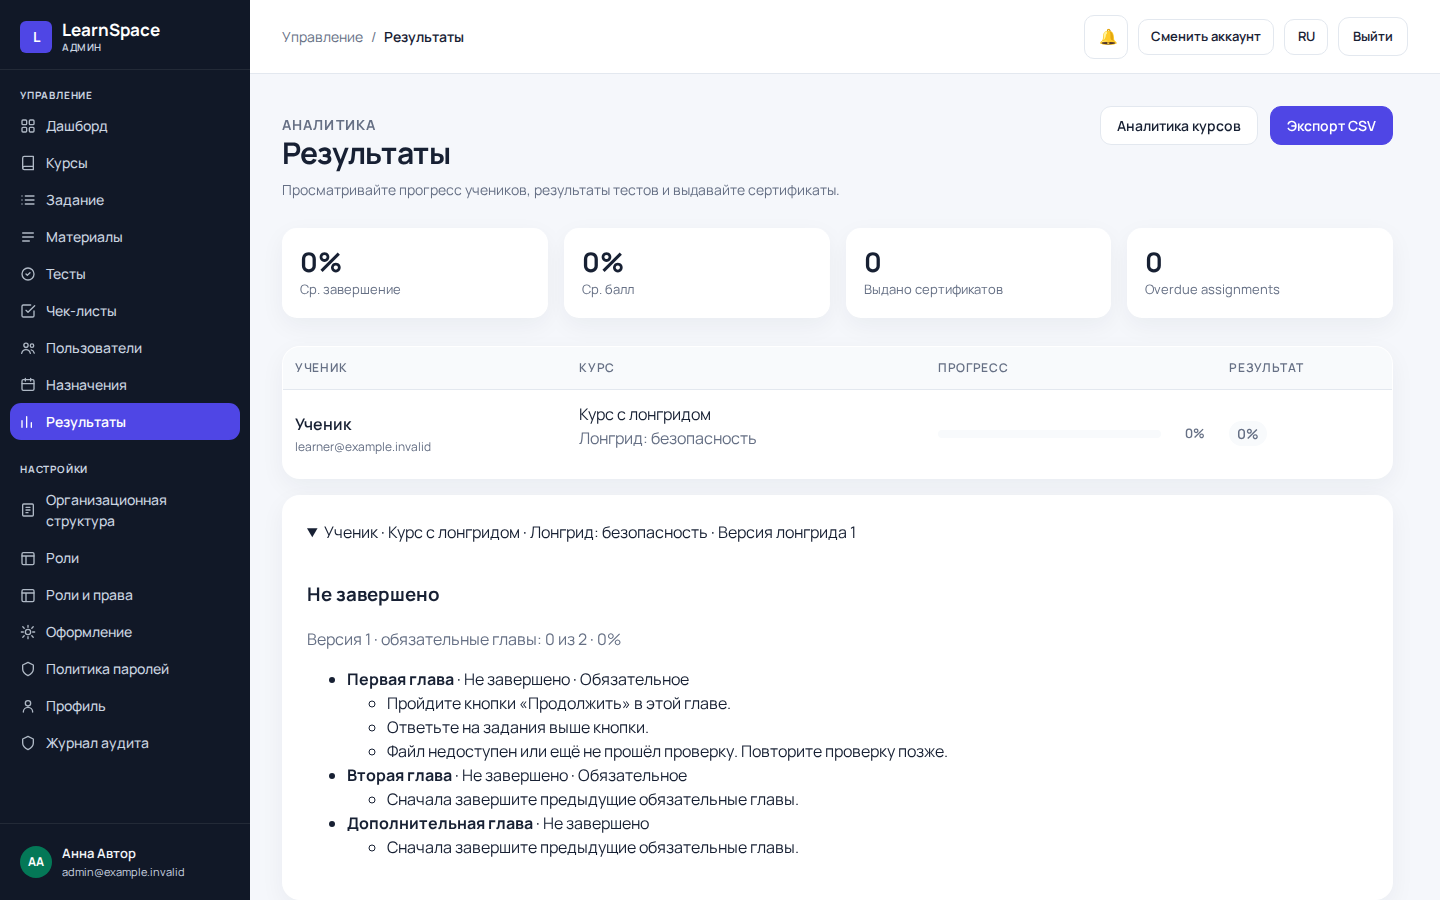 L
LearnSpace
АДМИН
УПРАВЛЕНИЕ
Дашборд
Курсы
Задание
Материалы
Тесты
Чек-листы
Пользователи
Назначения
Результаты
НАСТРОЙКИ
Организационная
структура
Роли
Роли и права
Оформление
Политика паролей
Профиль
Журнал аудита
AA
Анна Автор
admin@example.invalid
Управление / Результаты
Сменить аккаунт
RU
Выйти
АНАЛИТИКА
Результаты
Просматривайте прогресс учеников, результаты тестов и выдавайте сертификаты.
Аналитика курсов
Экспорт CSV
0%
Ср. завершение
0%
Ср. балл
0
Выдано сертификатов
0
Overdue assignments
УЧЕНИК КУРС ПРОГРЕСС РЕЗУЛЬТАТ
Ученик
learner@example.invalid
Курс с лонгридом
Лонгрид: безопасность
0%
0%
▼ Ученик · Курс с лонгридом · Лонгрид: безопасность · Версия лонгрида 1
Не завершено
Версия 1 · обязательные главы: 0 из 2 · 0%
Первая глава · Не завершено · Обязательное
Пройдите кнопки «Продолжить» в этой главе.
Ответьте на задания выше кнопки.
Файл недоступен или ещё не прошёл проверку. Повторите проверку позже.
Вторая глава · Не завершено · Обязательное
Сначала завершите предыдущие обязательные главы.
Дополнительная глава · Не завершено
Сначала завершите предыдущие обязательные главы.